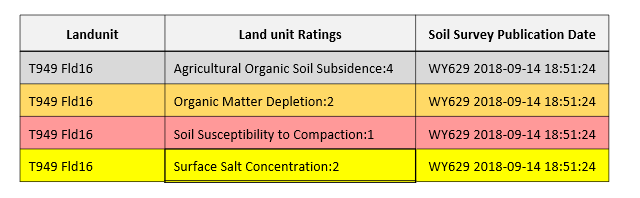 Landunit Land unit Ratings Soil Survey Publication Date
T949 Fld16 Agricultural Organic Soil Subsidence:4 WY629 2018-09-14 18:51:24
T949 Fld16 Organic Matter Depletion:2 WY629 2018-09-14 18:51:24
T949 Fld16 Soil Susceptibility to Compaction:1 WY629 2018-09-14 18:51:24
T949 Fld16 Surface Salt Concentration:2 WY629 2018-09-14 18:51:24